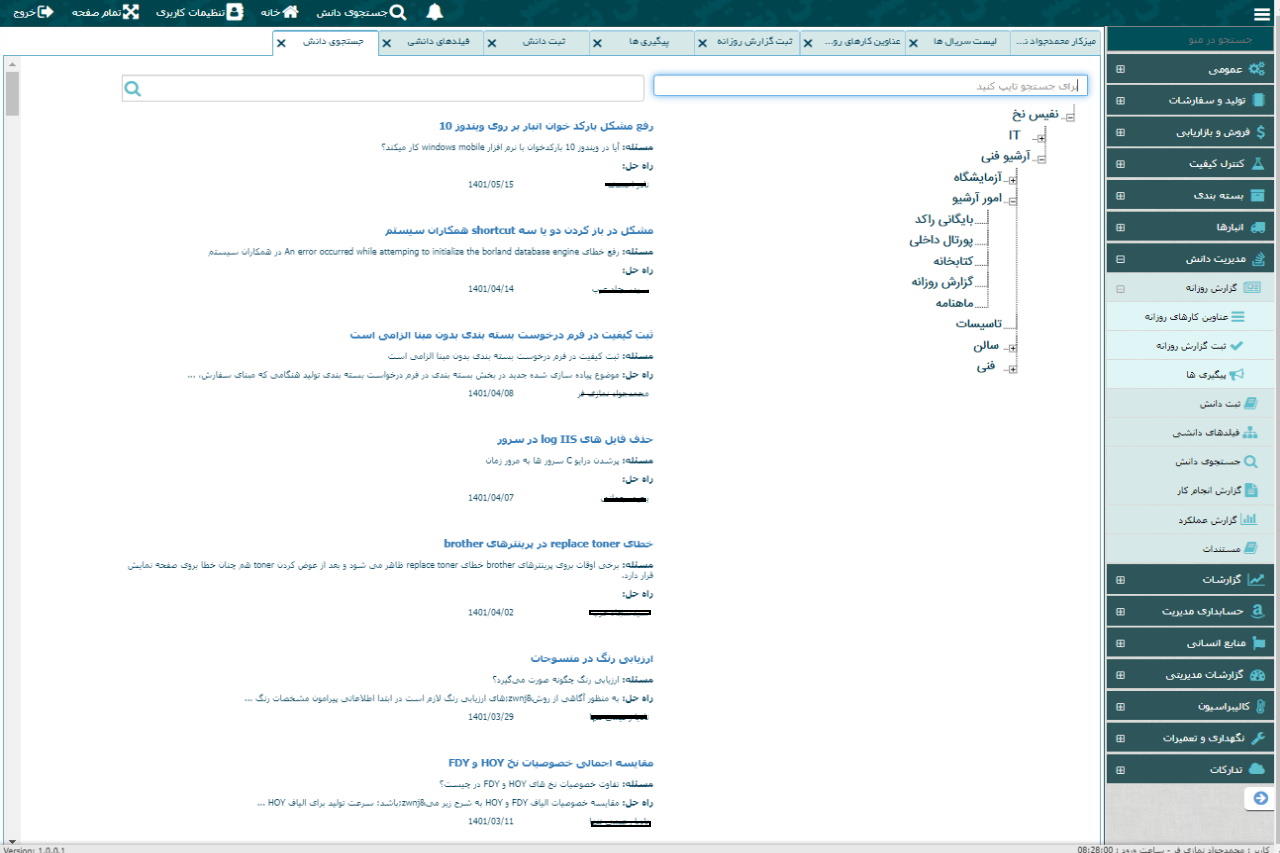 جستجو در منو
خروج
تمام صفحه
تنظیمات کاربری
خانه
جستجوی دانش
میزکار محمدجواد نـ...
لیست سریال ها
عناوین کارهای رو...
ثبت گزارش روزانه
پیگیری ها
ثبت دانش
فیلدهای دانشی
جستجوی دانش
عمومی
تولید و سفارشات
فروش و بازاریابی
کنترل کیفیت
بسته بندی
انبارها
مدیریت دانش
گزارش روزانه
عناوین کارهای روزانه
ثبت گزارش روزانه
پیگیری ها
ثبت دانش
فیلدهای دانشی
جستجوی دانش
گزارش انجام کار
گزارش عملکرد
مستندات
گزارشات
حسابداری مدیریت
منابع انسانی
گزارشات مدیریتی
کالیبراسیون
نگهداری و تعمیرات
تدارکات
برای جستجو تایپ کنید
نفیس نخ
IT
آرشیو فنی
آزمایشگاه
امور آرشیو
بایگانی راکد
پورتال داخلی
کتابخانه
گزارش روزانه
ماهنامه
تاسیسات
سالن
فنی
رفع مشکل بارکد خوان انبار بر روی ویندوز 10
مسئله: آیا در ویندوز 10 بارکدخوان با نرم افزار windows mobile کار میکند؟
راه حل:
1401/05/15
مشکل در باز کردن دو یا سه shortcut همکاران سیستم
مسئله: رفع خطای An error occurred while attemping to initialize the borland database engine در همکاران سیستم
راه حل:
1401/04/14
ثبت کیفیت در فرم درخوست بسته بندی بدون مبنا الزامی است
مسئله: ثبت کیفیت در فرم درخوست بسته بندی بدون مبنا الزامی است
راه حل: موضوع پیاده سازی شده جدید در بخش بسته بندی در فرم درخواست بسته بندی تولید هنگامی که مبنای سفارش، ...
محمدجواد نمازی فر
1401/04/08
حذف فایل های log IIS در سرور
مسئله: پرشدن درایو C سرور ها به مرور زمان
راه حل:
1401/04/07
خطای replace toner در پرینترهای brother
مسئله: برخی اوقات بروی پرینترهای brother خطای replace toner ظاهر می شود و بعد از عوض کردن toner هم چنان خطا بروی صفحه نمایش
قرار دارد.
راه حل:
1401/04/02
ارزیابی رنگ در منسوجات
مسئله: ارزیابی رنگ چگونه صورت می‌گیرد؟
راه حل: به منظور آگاهی از روش&zwnj;های ارزیابی رنگ لازم است در ابتدا اطلاعاتی پیرامون مشخصات رنگ ...
1401/03/29
مقایسه اجمالی خصوصیات نخ HOY و FDY
مسئله: تفاوت خصوصیات نخ های HOY و FDY در چیست؟
راه حل: مقایسه خصوصیات الیاف FDY و HOY به شرح زیر می&zwnj;باشد: سرعت تولید برای الیاف HOY ...
1401/03/11
کاربر : محمدجواد نمازی فر - ساعت ورود : 08:28:00
Version: 1.0.0.1